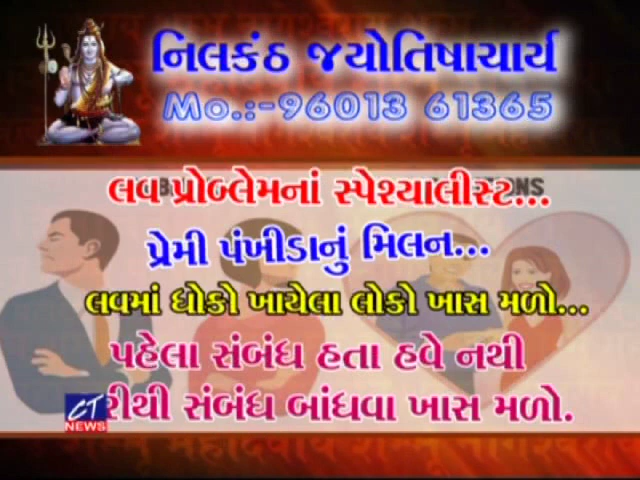 નિલકંઠ જયોતિષાચાર્ય
Mo.:-96013 61365
લવ પ્રોબ્લેમનાં સ્પેશ્યાલીસ્ટ...
પ્રેમી પંખીડાનું મિલન...
લવમાં ધોકો ખાયેલા લોકો ખાસ મળો...
પહેલા સંબંધ હતા હવે નથી
રીથી સંબંધ બાંધવા ખાસ મળો.
CT
NEWS